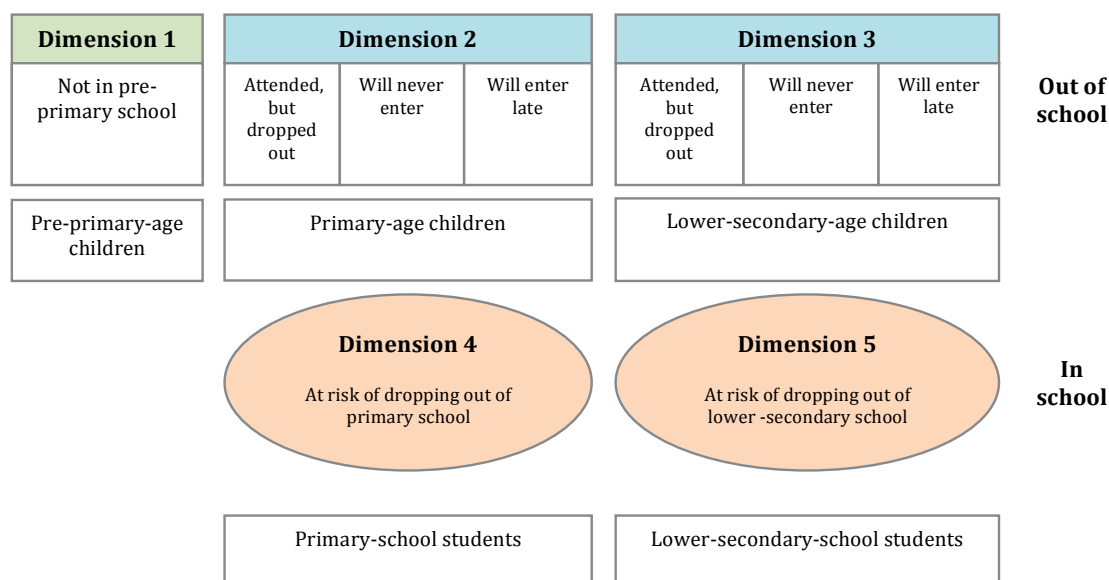 Dimension 1
Not in pre-
primary school
Dimension 2
Attended,
but
dropped
out
Will never
enter
Will enter
late
Dimension 3
Attended,
but
dropped
out
Will never
enter
Will enter
late
Out of
school
Pre-primary-age
children
Primary-age children
Lower-secondary-age children
Dimension 4
At risk of dropping out of
primary school
Dimension 5
At risk of dropping out of
lower -secondary school
In
school
Primary-school students
Lower-secondary-school students